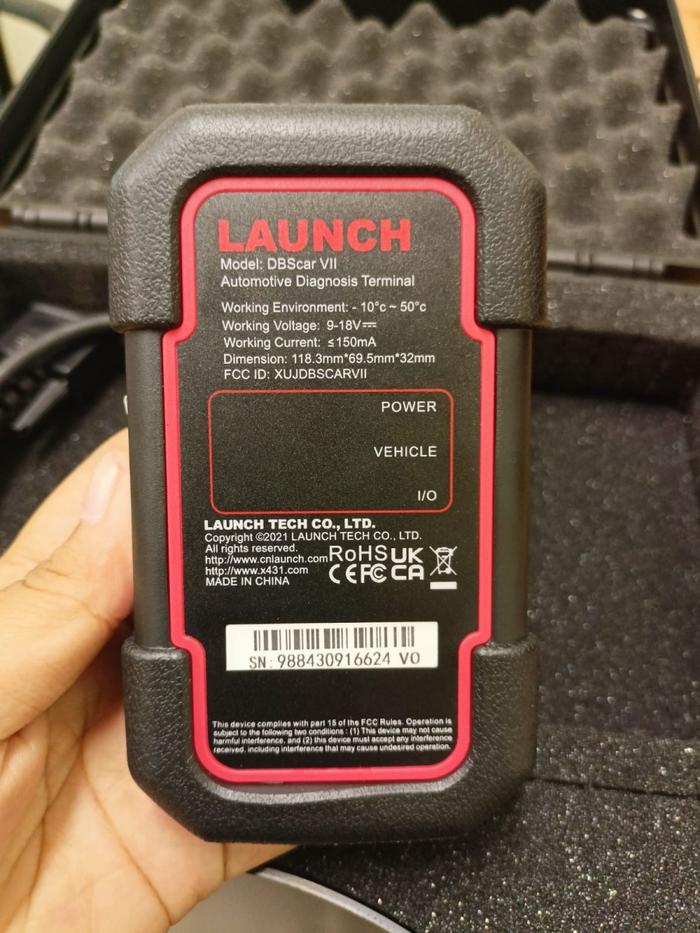 LAUNCH
Model: DBScar VII
Automotive Diagnosis Terminal
Working Environment: - 10°c ~ 50°c
Working Voltage: 9-18V⎓
Working Current: ≤150mA
Dimension: 118.3mm*69.5mm*32mm
FCC ID: XUJDBSCARVII
POWER
VEHICLE
I/O
LAUNCH TECH CO., LTD.
Copyright ©2021 LAUNCH TECH CO., LTD.
All rights reserved.
http://www.cnlaunch.com
http://www.x431.com
MADE IN CHINA
RoHS UK
CE FC CA
SN: 988430916624 V0
This device complies with part 15 of the FCC Rules. Operation is
subject to the following two conditions : (1) This device may not cause
harmful interference, and (2) this device must accept any interference
received, including interference that may cause undesired operation.